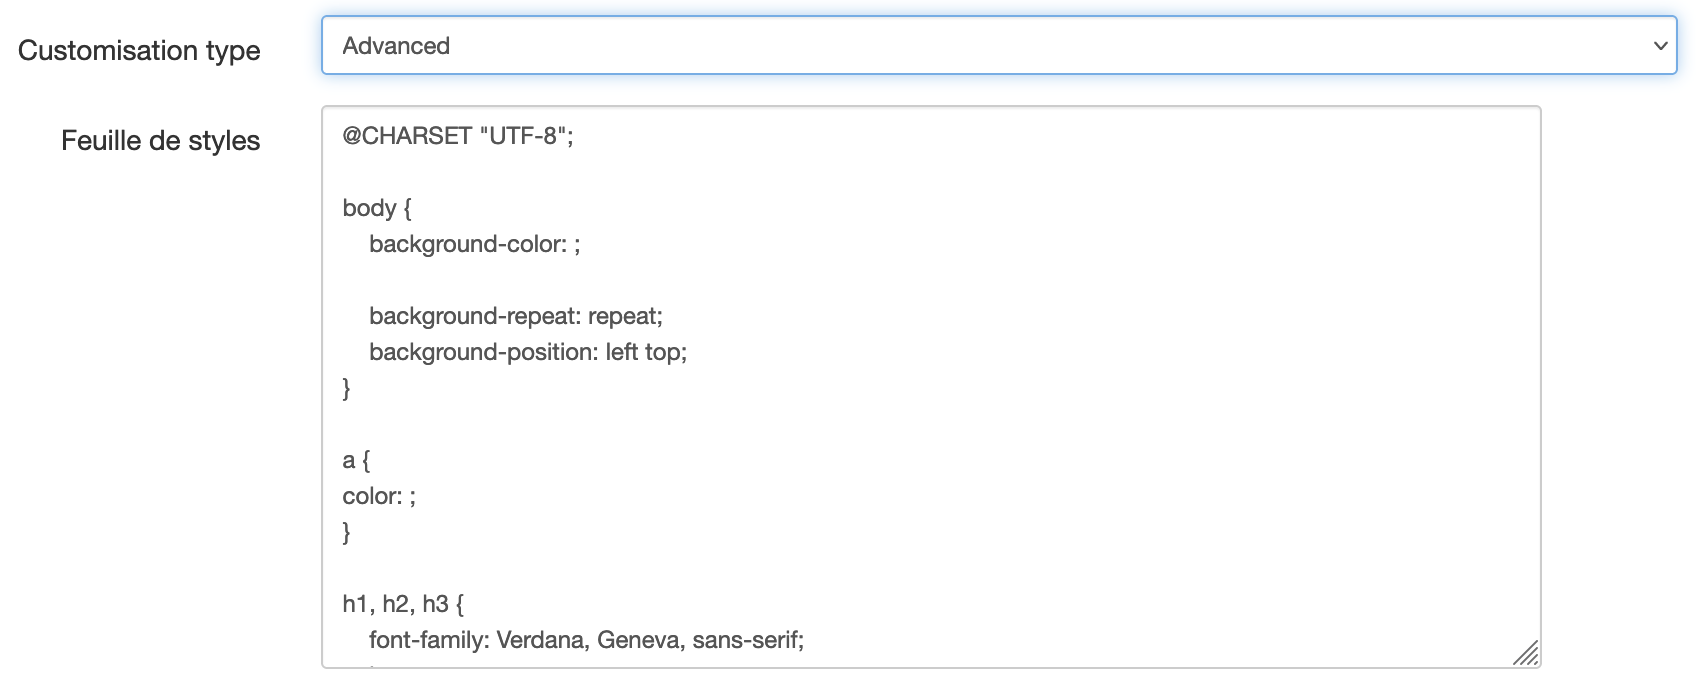 Customisation type
Advanced
Feuille de styles
@CHARSET "UTF-8";
body {
background-color: ;
background-repeat: repeat;
background-position: left top;
}
a {
color: ;
}
h1, h2, h3 {
font-family: Verdana, Geneva, sans-serif;